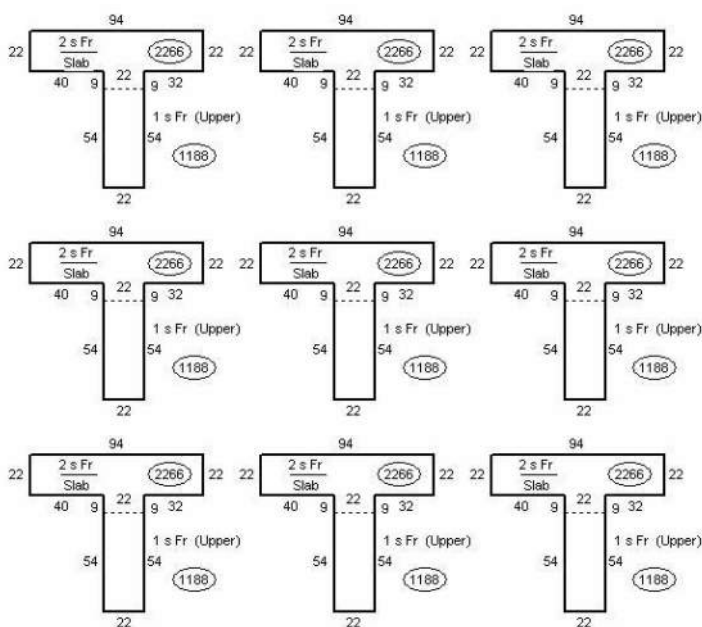 94 94 94
22 2 s Fr 2266 22 22 2 s Fr 2266 22 22 2 s Fr 2266 22
Slab Slab Slab
40 9 22 9 32 40 9 22 9 32 40 9 22 9 32
1 s Fr (Upper) 1 s Fr (Upper) 1 s Fr (Upper)
54 54 54 54 54 54
1188 1188 1188
22 22 22
94 94 94
22 2 s Fr 2266 22 22 2 s Fr 2266 22 22 2 s Fr 2266 22
Slab Slab Slab
40 9 22 9 32 40 9 22 9 32 40 9 22 9 32
1 s Fr (Upper) 1 s Fr (Upper) 1 s Fr (Upper)
54 54 54 54 54 54
1188 1188 1188
22 22 22
94 94 94
22 2 s Fr 2266 22 22 2 s Fr 2266 22 22 2 s Fr 2266 22
Slab Slab Slab
40 9 22 9 32 40 9 22 9 32 40 9 22 9 32
1 s Fr (Upper) 1 s Fr (Upper) 1 s Fr (Upper)
54 54 54 54 54 54
1188 1188 1188
22 22 22